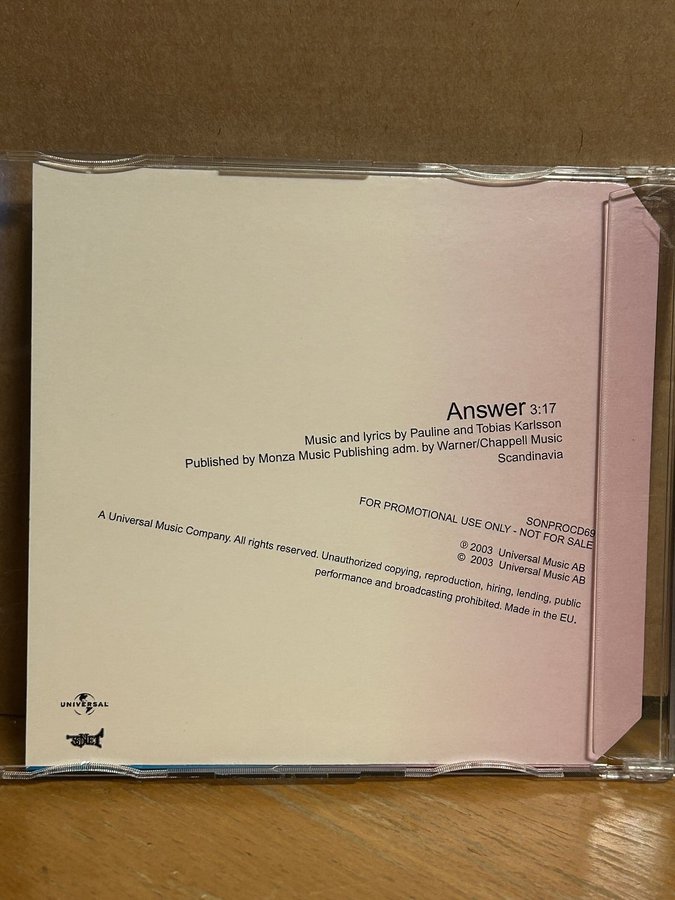 Answer 3:17
Music and lyrics by Pauline and Tobias Karlsson
Published by Monza Music Publishing adm. by Warner/Chappell Music
Scandinavia
SONPROCD69
FOR PROMOTIONAL USE ONLY - NOT FOR SALE
℗ 2003 Universal Music AB
© 2003 Universal Music AB
A Universal Music Company. All rights reserved. Unauthorized copying, reproduction, hiring, lending, public
performance and broadcasting prohibited. Made in the EU.
UNIVERSAL